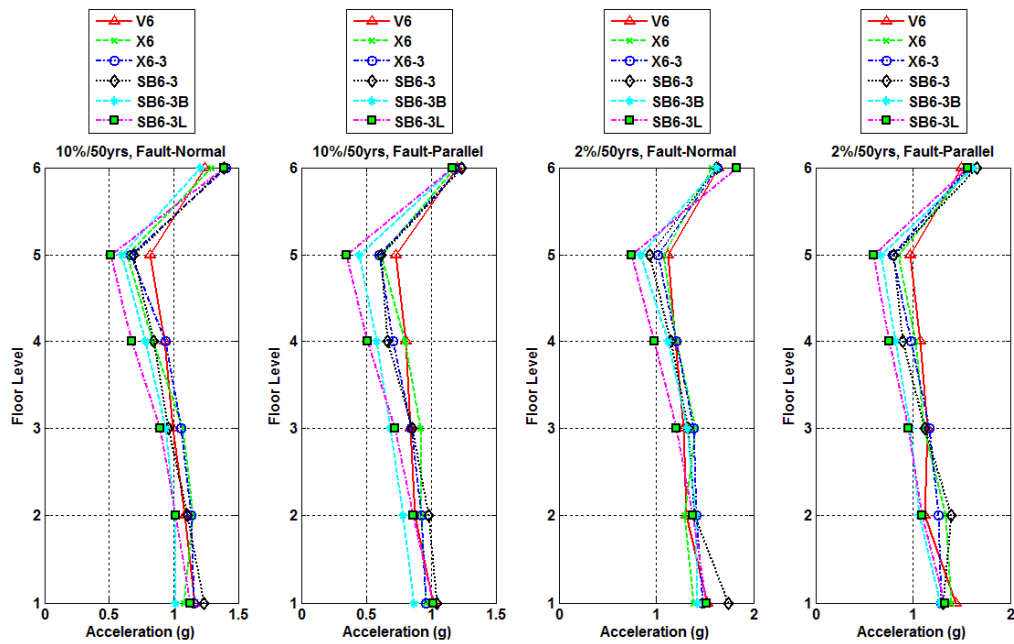 V6
X6
X6-3
SB6-3
SB6-3B
SB6-3L
10%/50yrs, Fault-Normal
6
5
4
3
2
1
Floor Level
0
0.5
1
1.5
Acceleration (g)
V6
X6
X6-3
SB6-3
SB6-3B
SB6-3L
10%/50yrs, Fault-Parallel
6
5
4
3
2
1
Floor Level
0
0.5
1
1.5
Acceleration (g)
V6
X6
X6-3
SB6-3
SB6-3B
SB6-3L
2%/50yrs, Fault-Normal
6
5
4
3
2
1
Floor Level
0
1
2
Acceleration (g)
V6
X6
X6-3
SB6-3
SB6-3B
SB6-3L
2%/50yrs, Fault-Parallel
6
5
4
3
2
1
Floor Level
0
1
2
Acceleration (g)